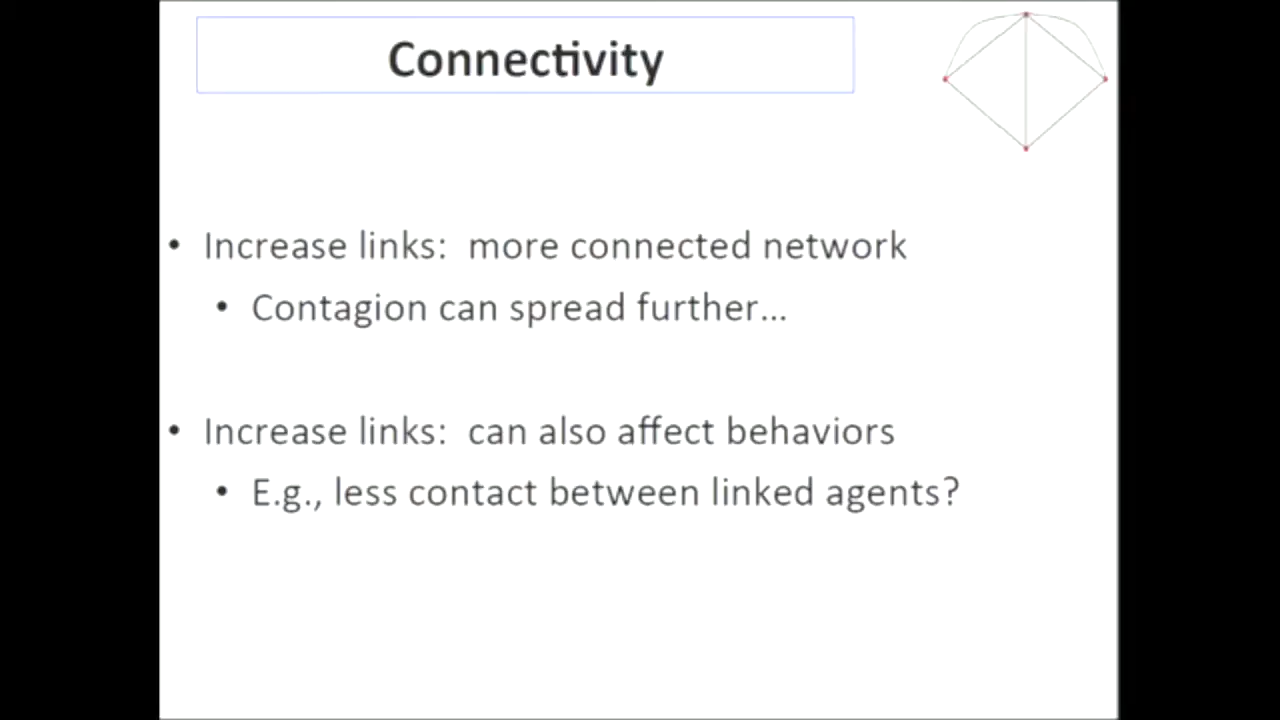 Connectivity
• Increase links:  more connected network
• Contagion can spread further...
• Increase links:  can also affect behaviors
• E.g., less contact between linked agents?